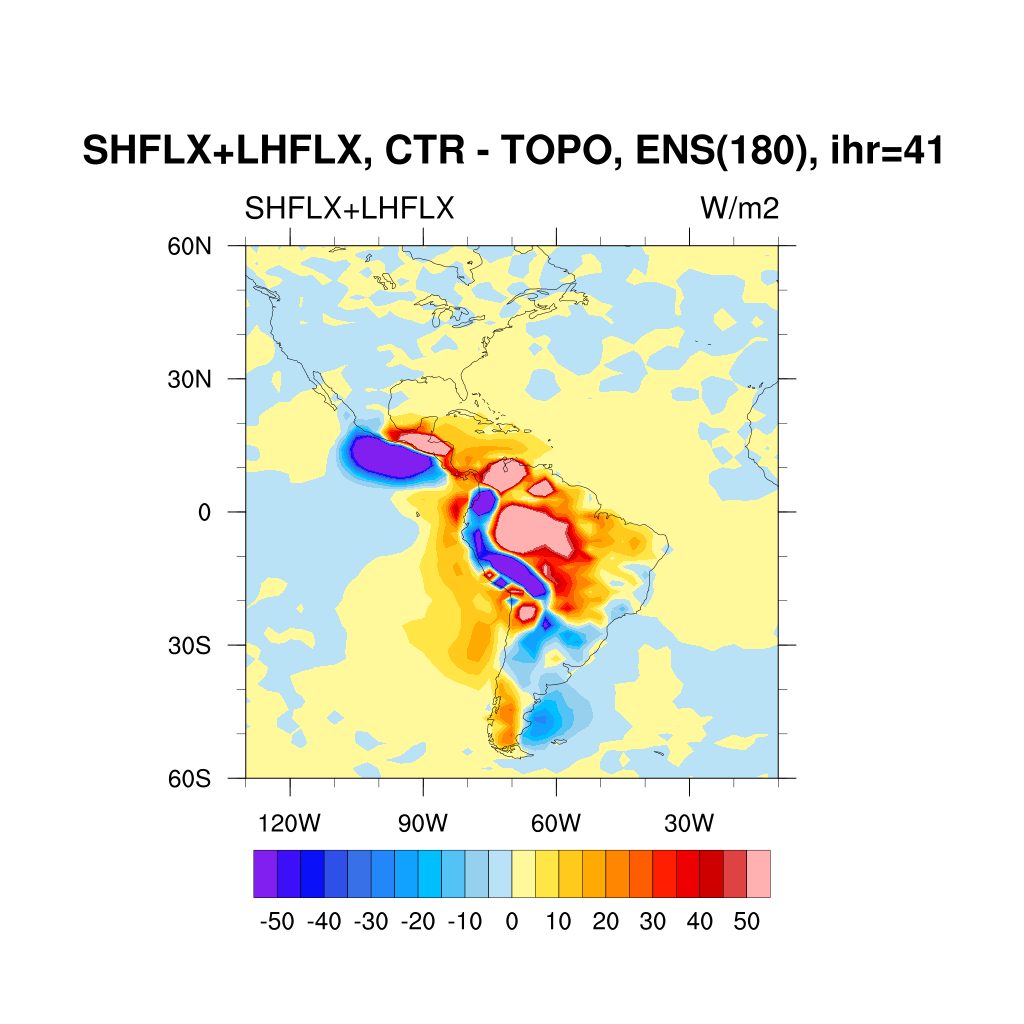 SHFLX+LHFLX, CTR - TOPO, ENS(180), ihr=41
SHFLX+LHFLX W/m2
60N
30N
0
30S
60S
120W 90W 60W 30W
-50 -40 -30 -20 -10 0 10 20 30 40 50